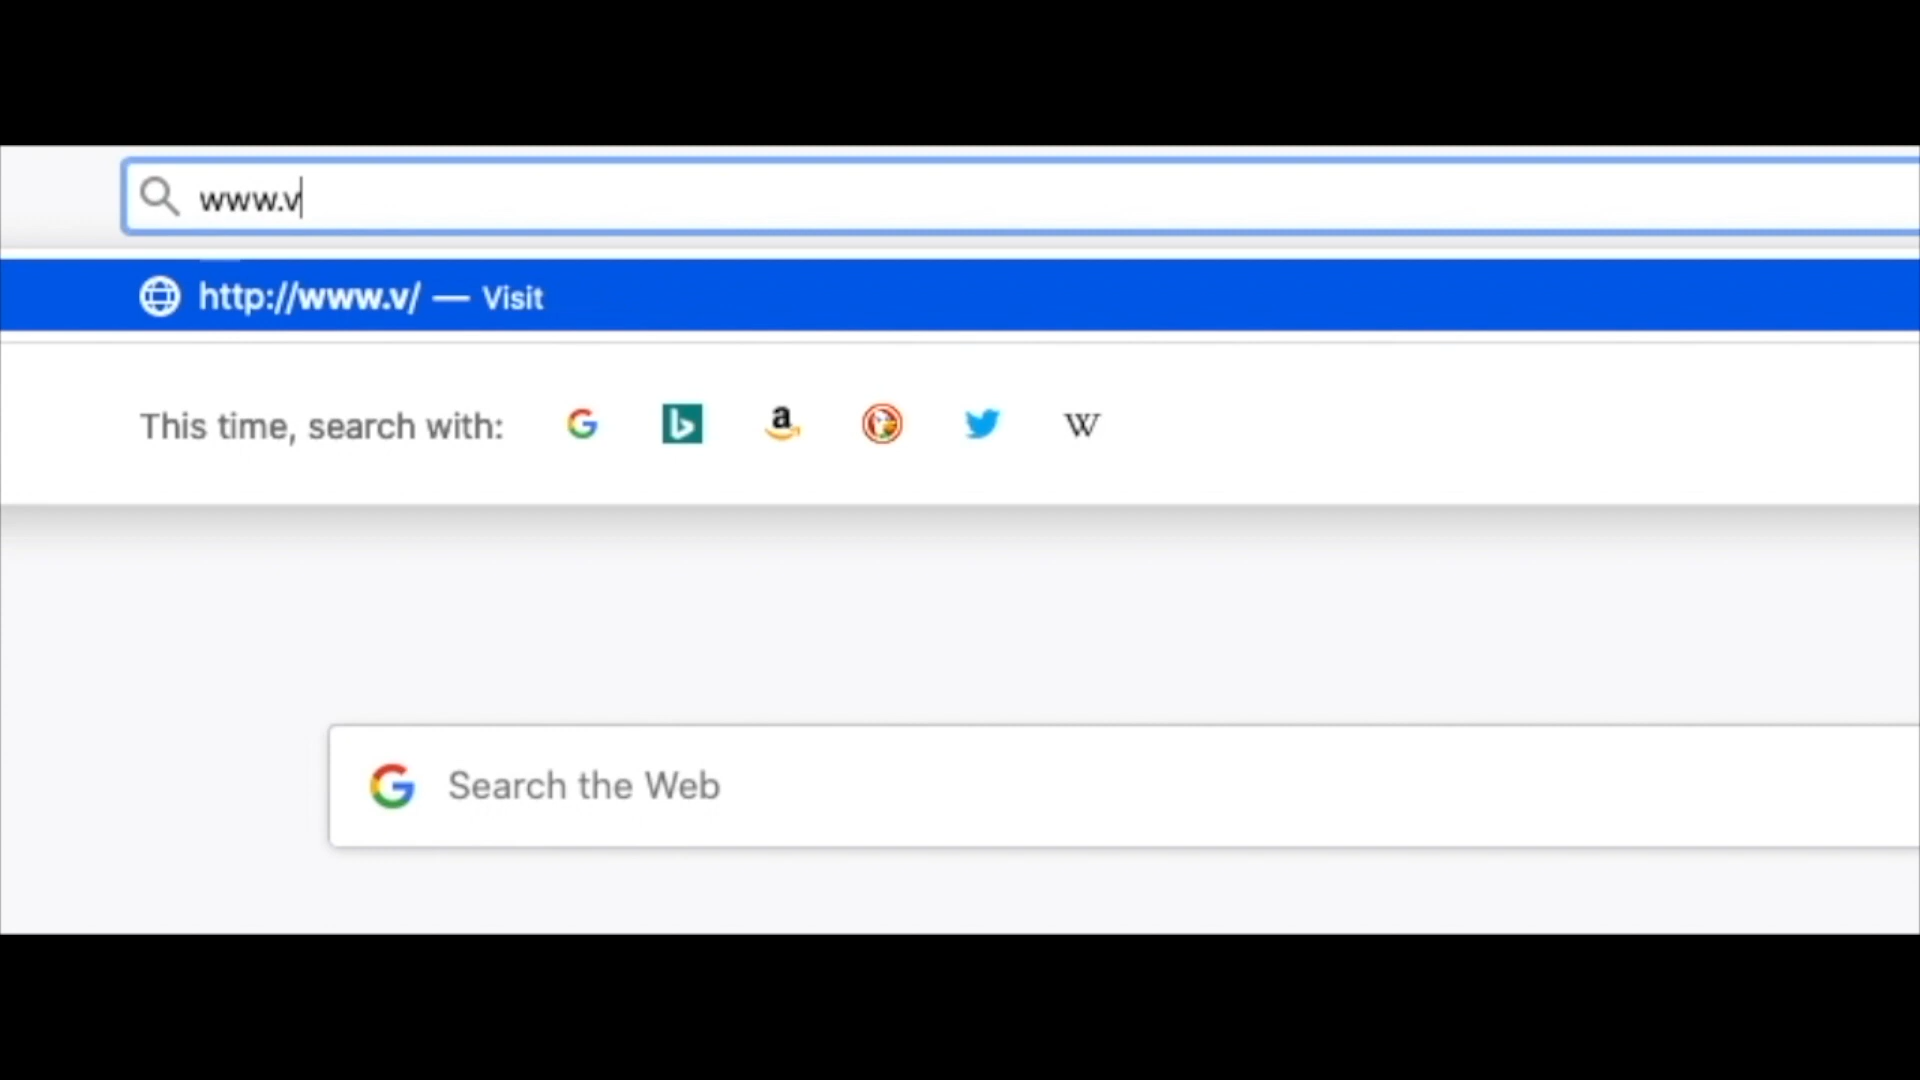 www.v
http://www.v/ — Visit
This time, search with:
Search the Web